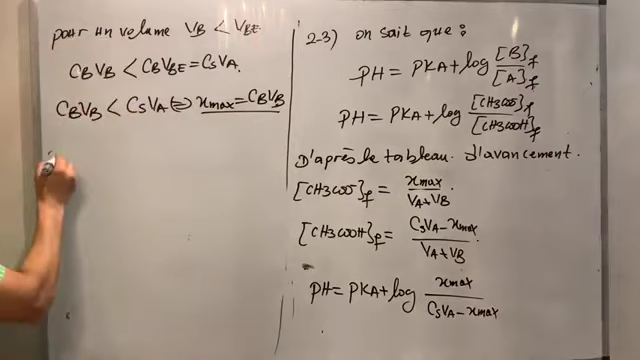 pour un volume VB < VBE
CBVB < CBVBE = CSVA.
CBVB < CSVA ⇔ xmax = CBVB
2-3) on sait que :
PH = PKA + log [B]f / [A]f
PH = PKA + log [CH3COO⁻]f / [CH3COOH]f
D'après le tableau. d'avancement.
[CH3COO⁻]f = xmax / VA + VB .
[CH3COOH]f = CSVA - xmax / VA + VB .
PH = PKA + log xmax / CSVA - xmax